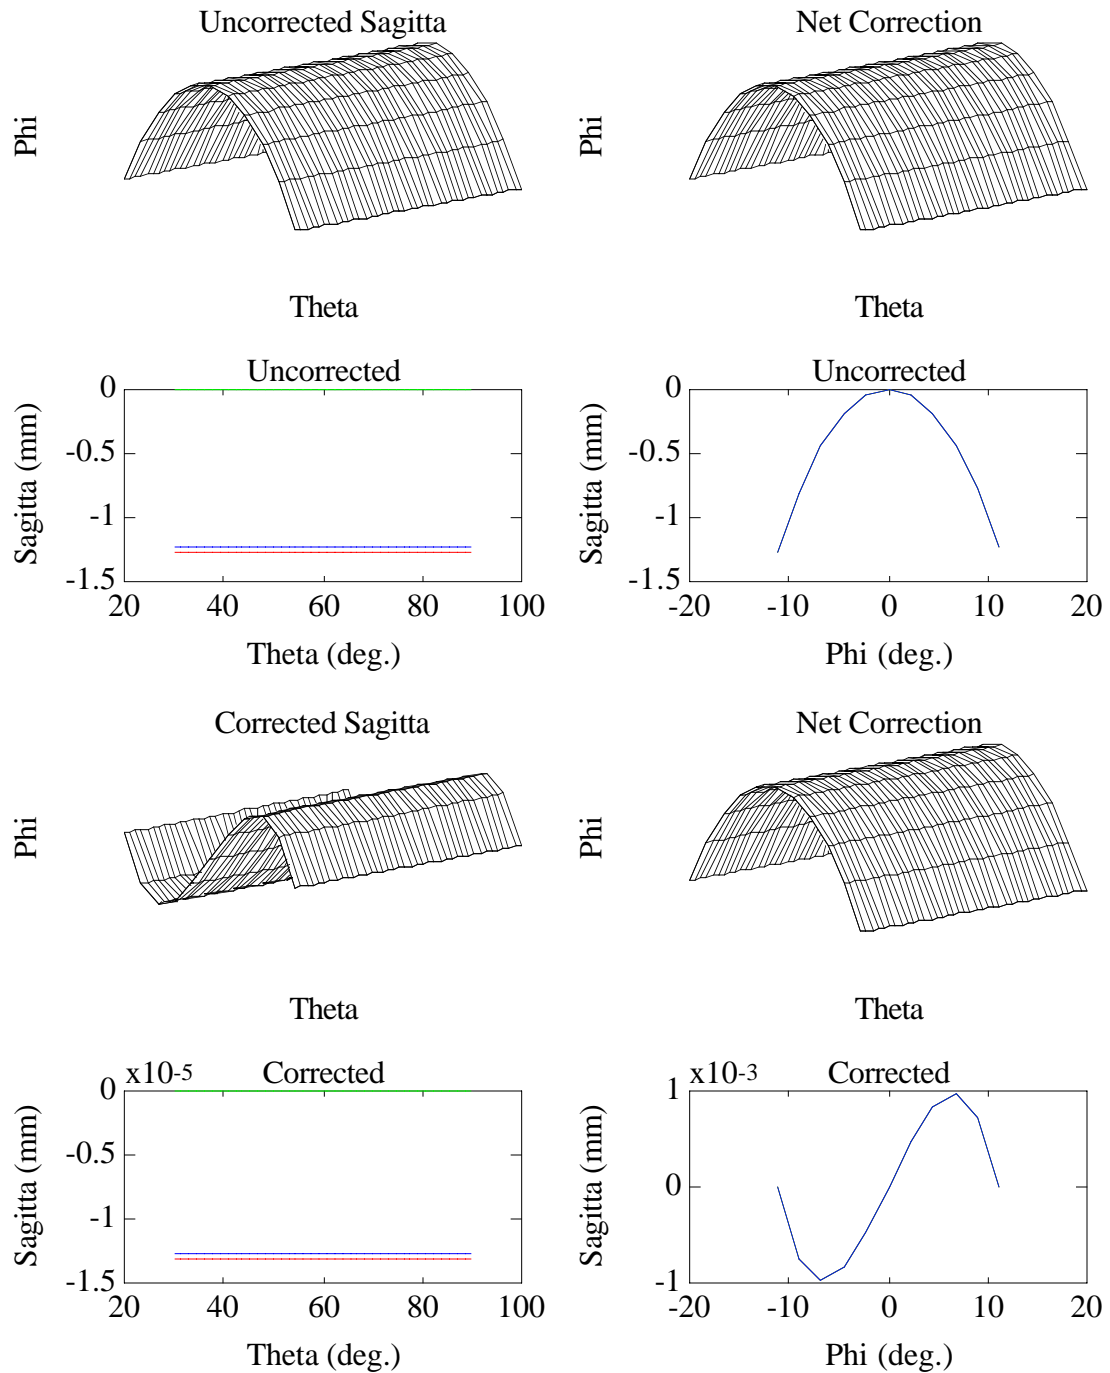 Uncorrected Sagitta
Net Correction
Phi
Phi
Theta
Theta
Uncorrected
Uncorrected
0
-0.5
-1
-1.5
Sagitta (mm)
20 40 60 80 100
Theta (deg.)
0
-0.5
-1
-1.5
Sagitta (mm)
-20 -10 0 10 20
Phi (deg.)
Corrected Sagitta
Net Correction
Phi
Phi
Theta
Theta
x10-5
Corrected
0
-0.5
-1
-1.5
Sagitta (mm)
20 40 60 80 100
Theta (deg.)
x10-3
Corrected
1
0
-1
Sagitta (mm)
-20 -10 0 10 20
Phi (deg.)